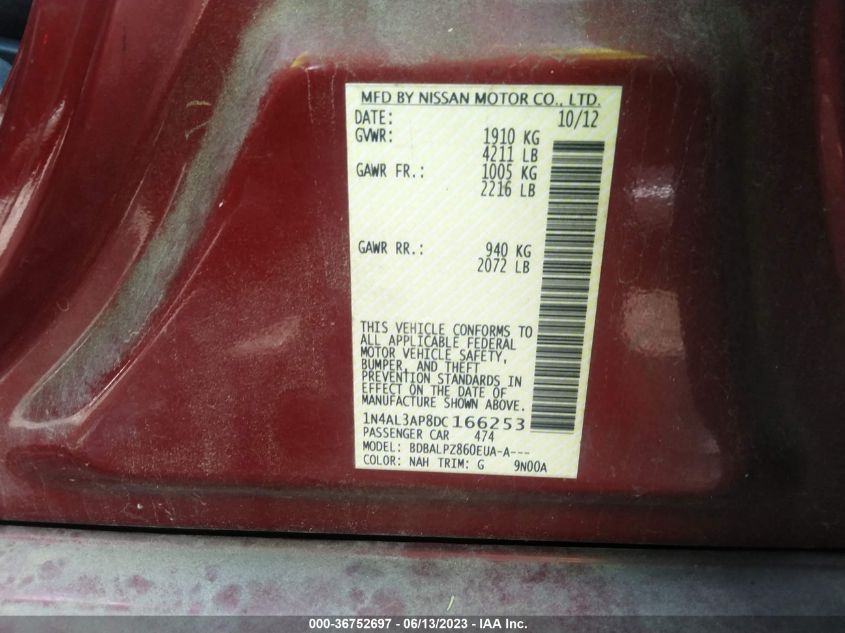 MFD BY NISSAN MOTOR CO., LTD.
DATE: 10/12
GVWR: 1910 KG
4211 LB
GAWR FR.: 1005 KG
2216 LB
GAWR RR.: 940 KG
2072 LB
THIS VEHICLE CONFORMS TO
ALL APPLICABLE FEDERAL
MOTOR VEHICLE SAFETY,
BUMPER, AND THEFT
PREVENTION STANDARDS IN
EFFECT ON THE DATE OF
MANUFACTURE SHOWN ABOVE.
1N4AL3AP8DC166253
PASSENGER CAR 474
MODEL: BDBALPZ860EUA-A---
COLOR: NAH TRIM: G 9N00A
000-36752697 - 06/13/2023 - IAA Inc.